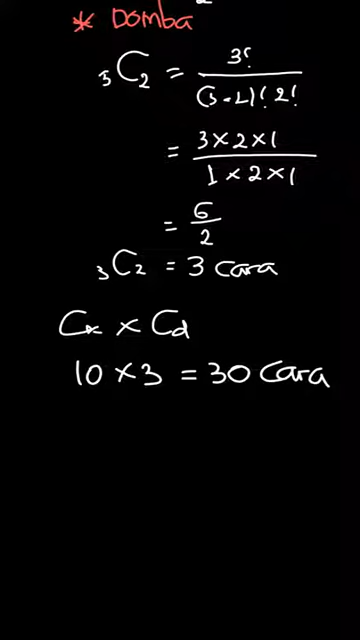 * Domba
₃C₂ = 3! / (3-2)! 2!
= 3×2×1 / 1×2×1
= 6 / 2
₃C₂ = 3 cara
Ck × Cd
10 × 3 = 30 Cara